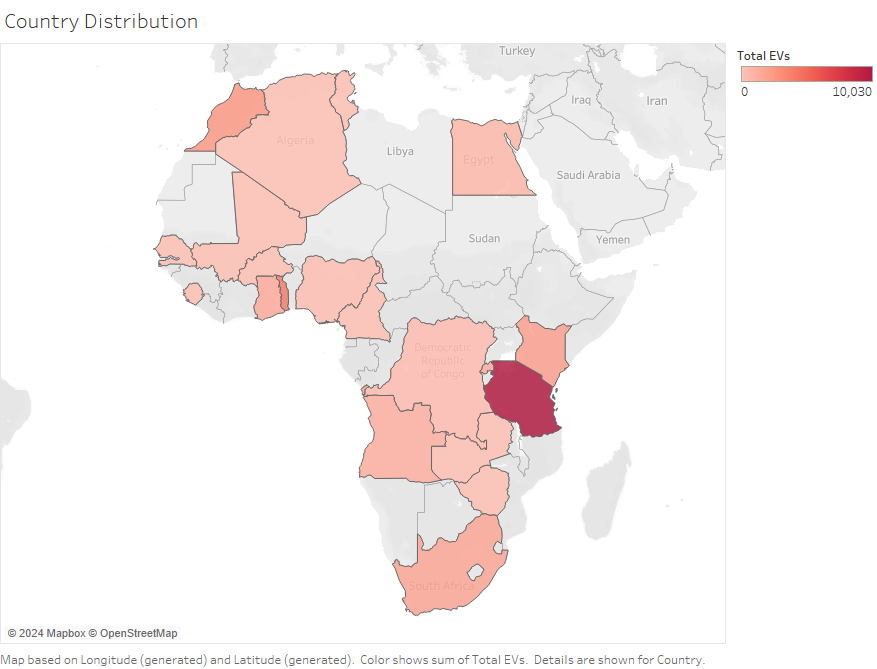 Country Distribution
Total EVs
0
10,030
Turkey
Iraq
Iran
Algeria
Libya
Egypt
Saudi Arabia
Sudan
Yemen
Democratic
Republic
of Congo
South Africa
© 2024 Mapbox © OpenStreetMap
Map based on Longitude (generated) and Latitude (generated). Color shows sum of Total EVs. Details are shown for Country.